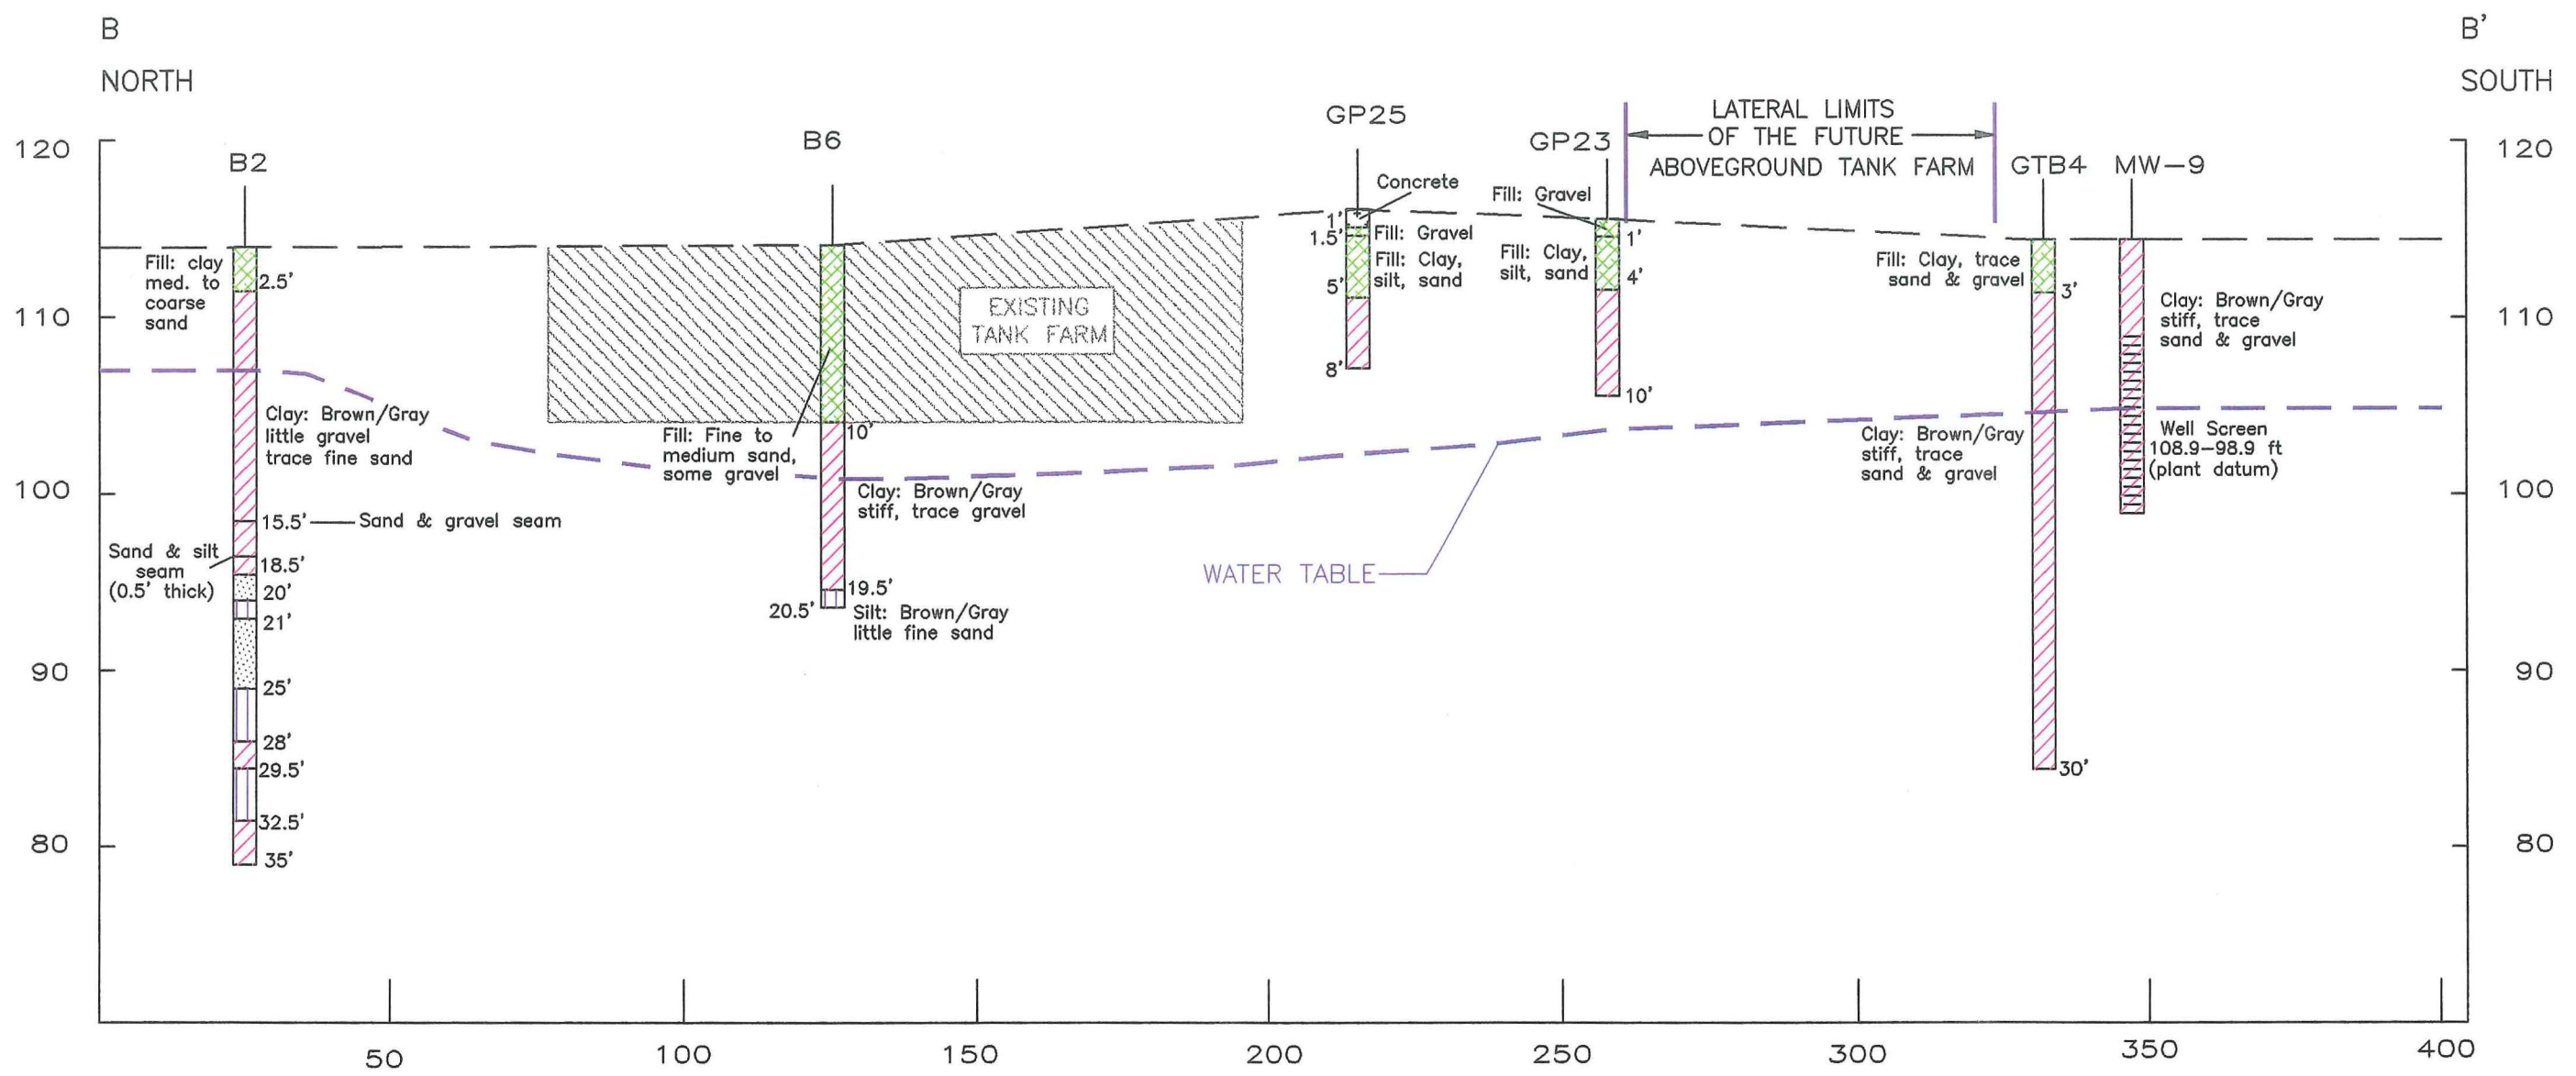 B
B'
NORTH
SOUTH
120
B2
B6
GP25
GP23
LATERAL LIMITS
OF THE FUTURE
ABOVEGROUND TANK FARM
GTB4
MW-9
120
Concrete
Fill: Gravel
1'
1.5'
Fill: Gravel
Fill: Clay,
silt, sand
5'
8'
1'
Fill: Clay,
silt, sand
4'
10'
Fill: clay
med. to
coarse
sand
2.5'
EXISTING
TANK FARM
Fill: Clay, trace
sand & gravel
3'
Clay: Brown/Gray
stiff, trace
sand & gravel
110
110
Clay: Brown/Gray
little gravel
trace fine sand
Fill: Fine to
medium sand,
some gravel
10'
Clay: Brown/Gray
stiff, trace
sand & gravel
Well Screen
108.9-98.9 ft
(plant datum)
100
100
Clay: Brown/Gray
stiff, trace gravel
15.5'
Sand & gravel seam
Sand & silt
seam
(0.5' thick)
18.5'
20'
21'
25'
28'
29.5'
32.5'
35'
WATER TABLE
19.5'
20.5'
Silt: Brown/Gray
little fine sand
30'
90
90
80
80
50
100
150
200
250
300
350
400